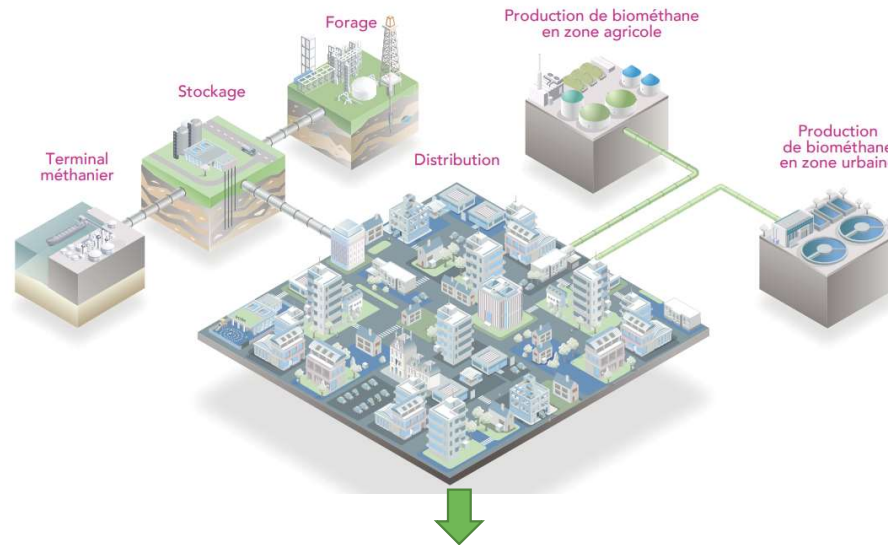 Forage
Production de biométhane
en zone agricole
Stockage
Terminal
méthanier
Distribution
Production
de biométhane
en zone urbain